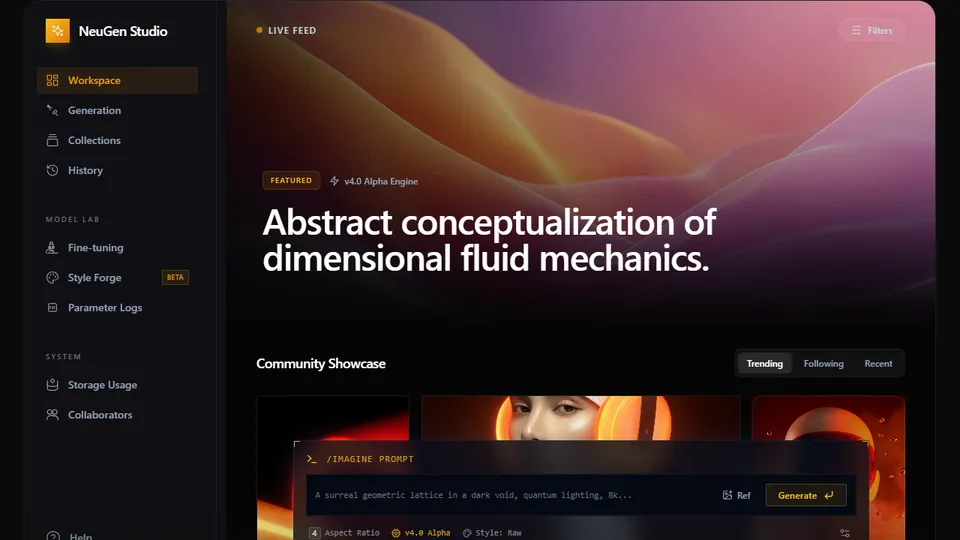 NeuGen Studio
Workspace
Generation
Collections
History
MODEL LAB
Fine-tuning
Style Forge
BETA
Parameter Logs
SYSTEM
Storage Usage
Collaborators
Help
LIVE FEED
Filters
FEATURED
v4.0 Alpha Engine
Abstract conceptualization of
dimensional fluid mechanics.
Community Showcase
Trending
Following
Recent
/IMAGINE PROMPT
A surreal geometric lattice in a dark void, quantum lighting, 8k...
Ref
Generate
4
Aspect Ratio
v4.0 Alpha
Style: Raw